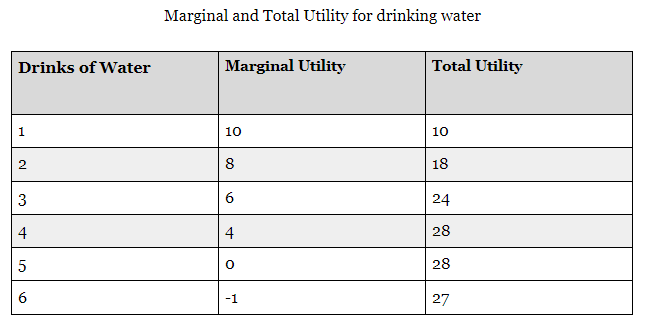 Marginal and Total Utility for drinking water
Drinks of Water Marginal Utility Total Utility
1 10 10
2 8 18
3 6 24
4 4 28
5 0 28
6 -1 27